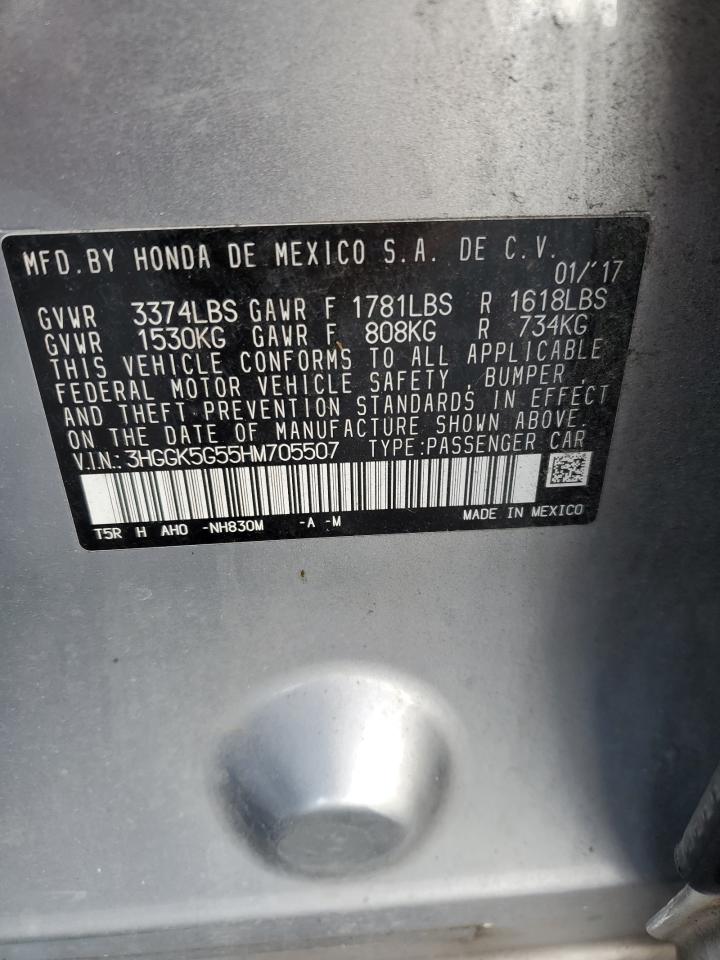 MFD.BY HONDA DE MEXICO S.A. DE C.V.
01/'17
GVWR 3374LBS GAWR F 1781LBS R 1618LBS
GVWR 1530KG GAWR F 808KG R 734KG
THIS VEHICLE CONFORMS TO ALL APPLICABLE
FEDERAL MOTOR VEHICLE SAFETY , BUMPER ,
AND THEFT PREVENTION STANDARDS IN EFFECT
ON THE DATE OF MANUFACTURE SHOWN ABOVE.
V.I.N.:3HGGK5G55HM705507 TYPE:PASSENGER CAR
T5R H AH0 -NH830M -A -M MADE IN MEXICO